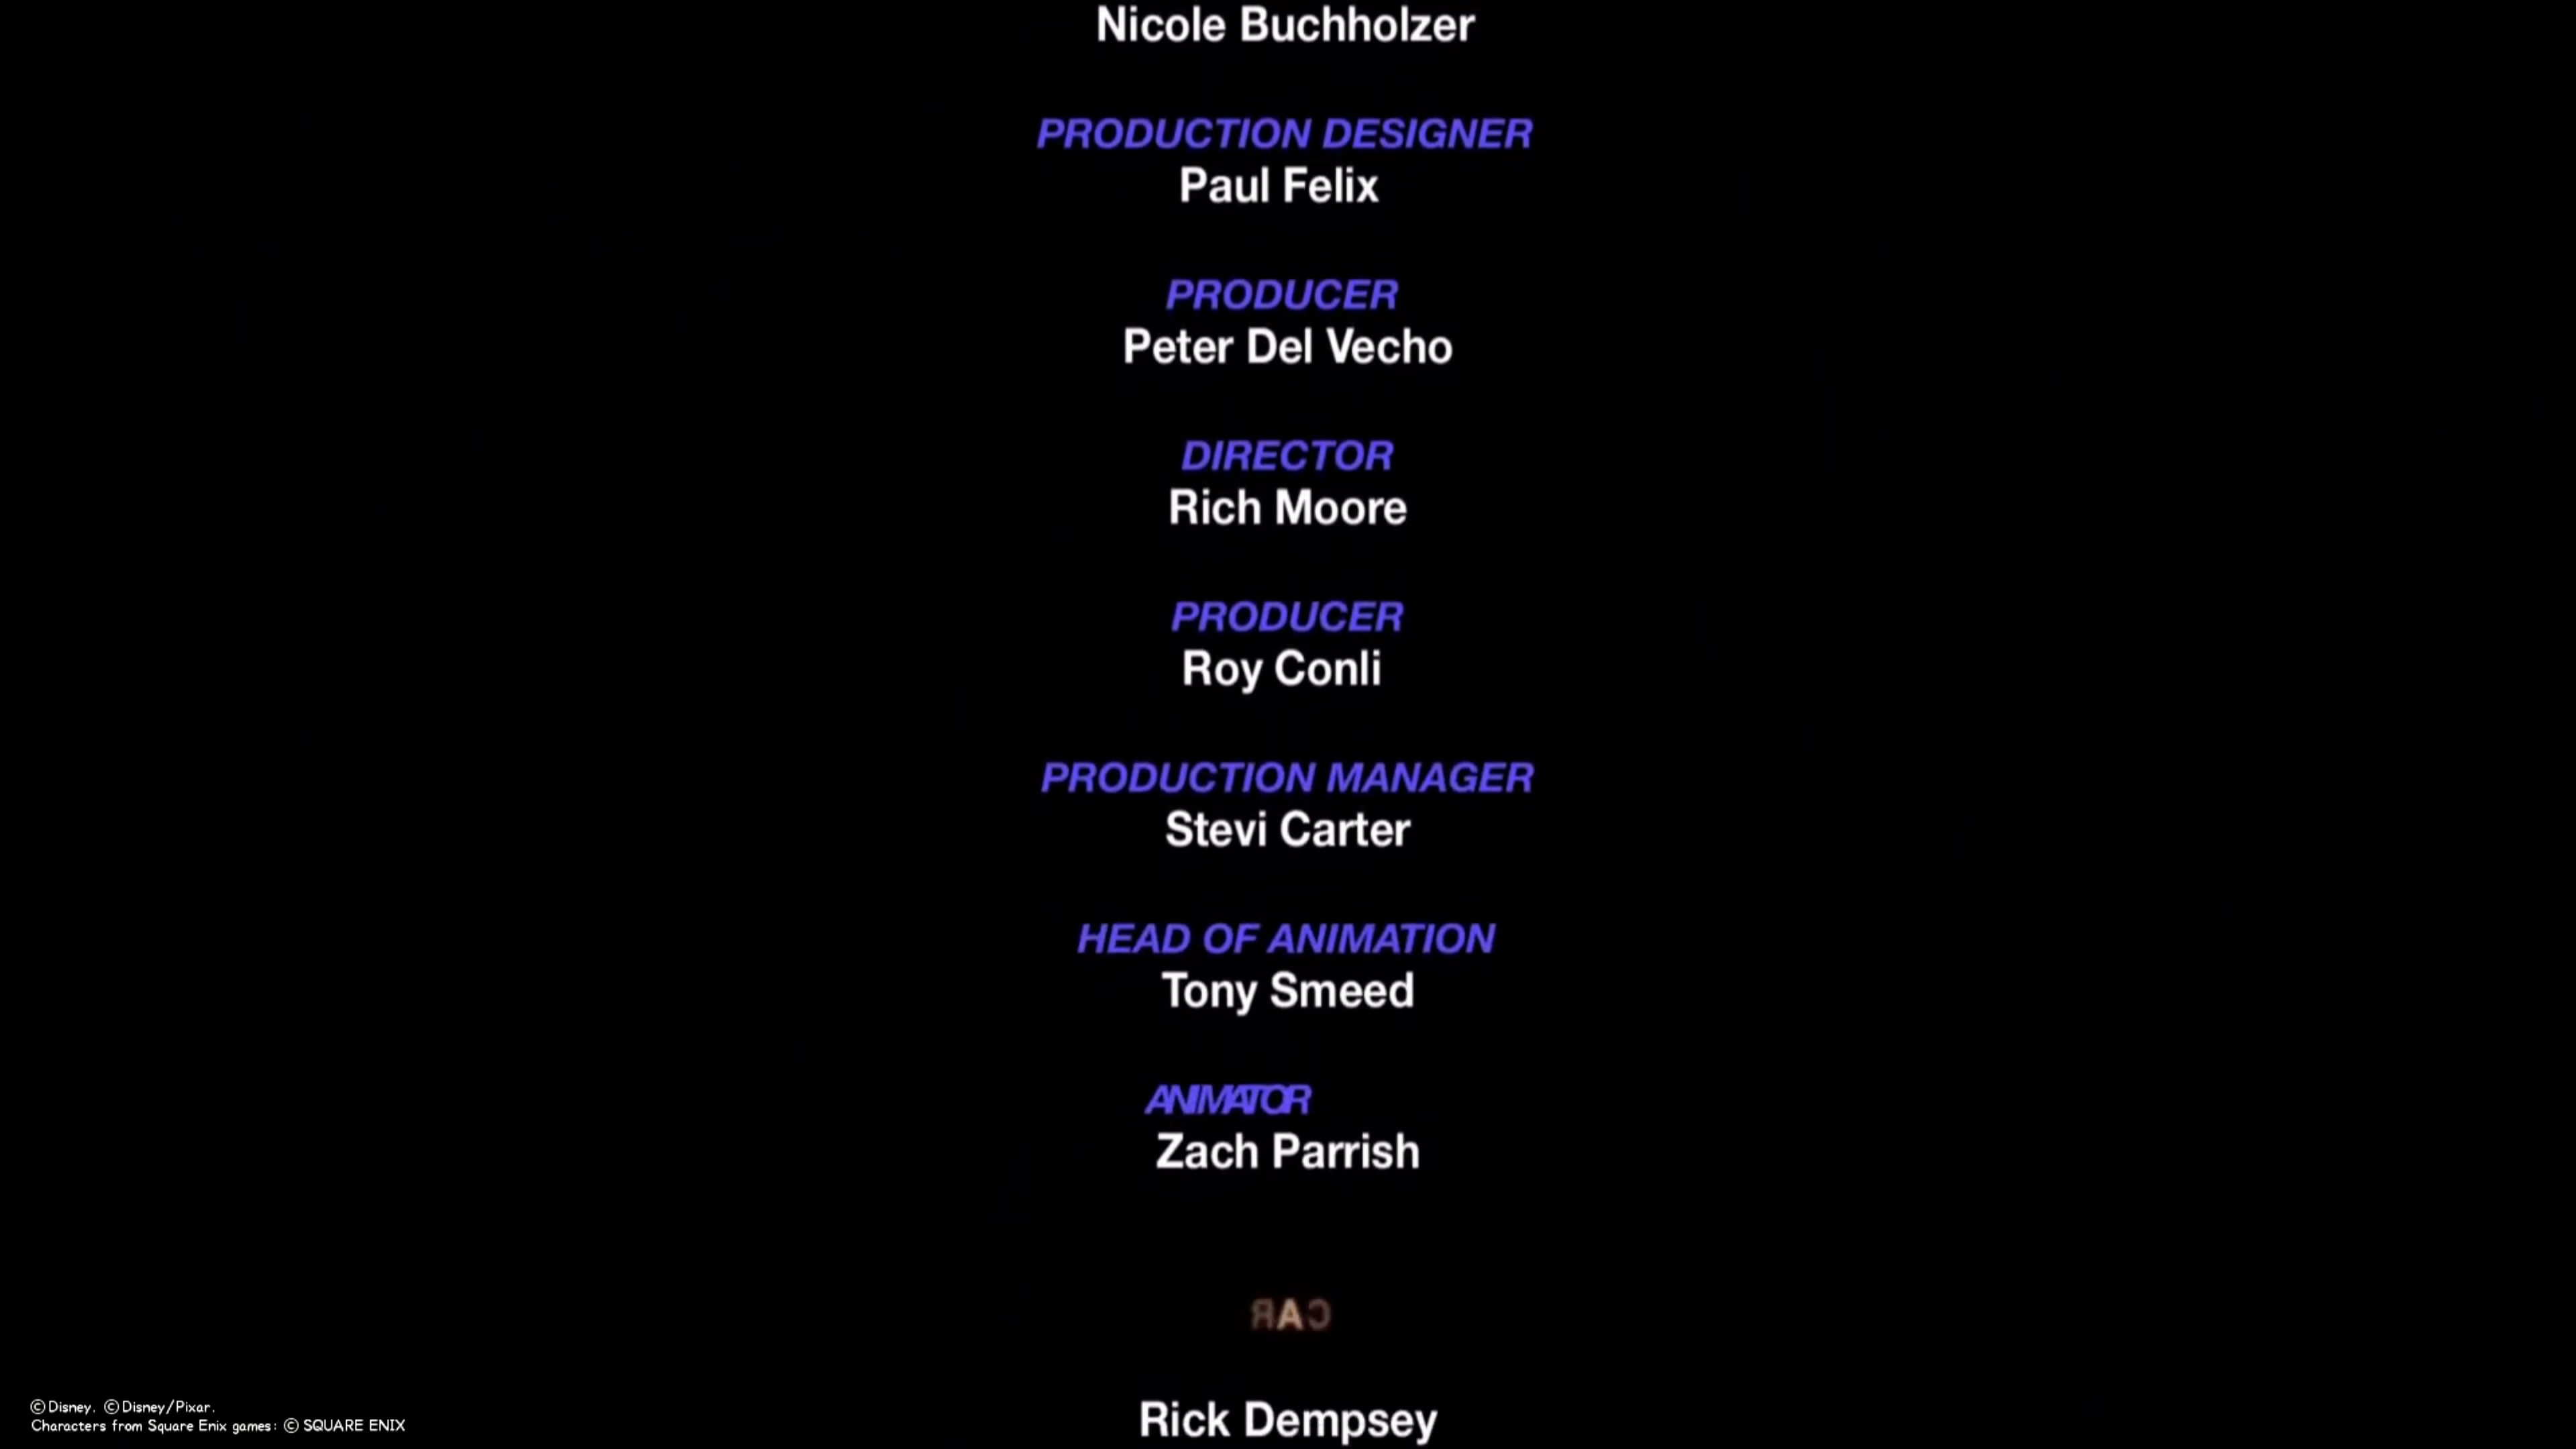 Nicole Buchholzer
PRODUCTION DESIGNER
Paul Felix
PRODUCER
Peter Del Vecho
DIRECTOR
Rich Moore
PRODUCER
Roy Conli
PRODUCTION MANAGER
Stevi Carter
HEAD OF ANIMATION
Tony Smeed
ANIMATOR
Zach Parrish
Rick Dempsey
©Disney. ©Disney/Pixar.
Characters from Square Enix games: © SQUARE ENIX